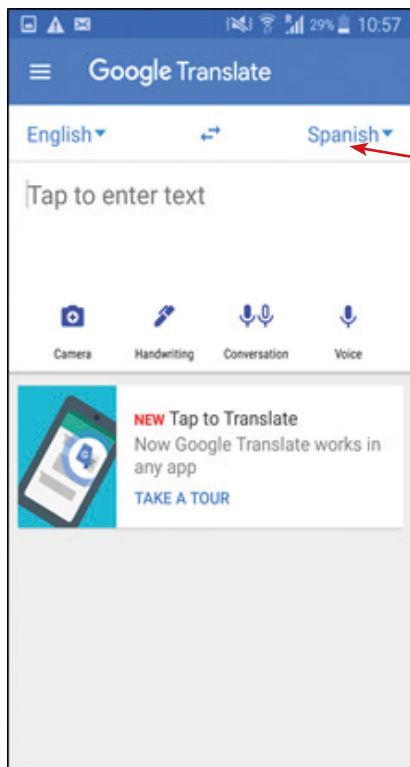 29% 10:57
Google Translate
English Spanish
Tap to enter text
Camera Handwriting Conversation Voice
NEW Tap to Translate
Now Google Translate works in
any app
TAKE A TOUR